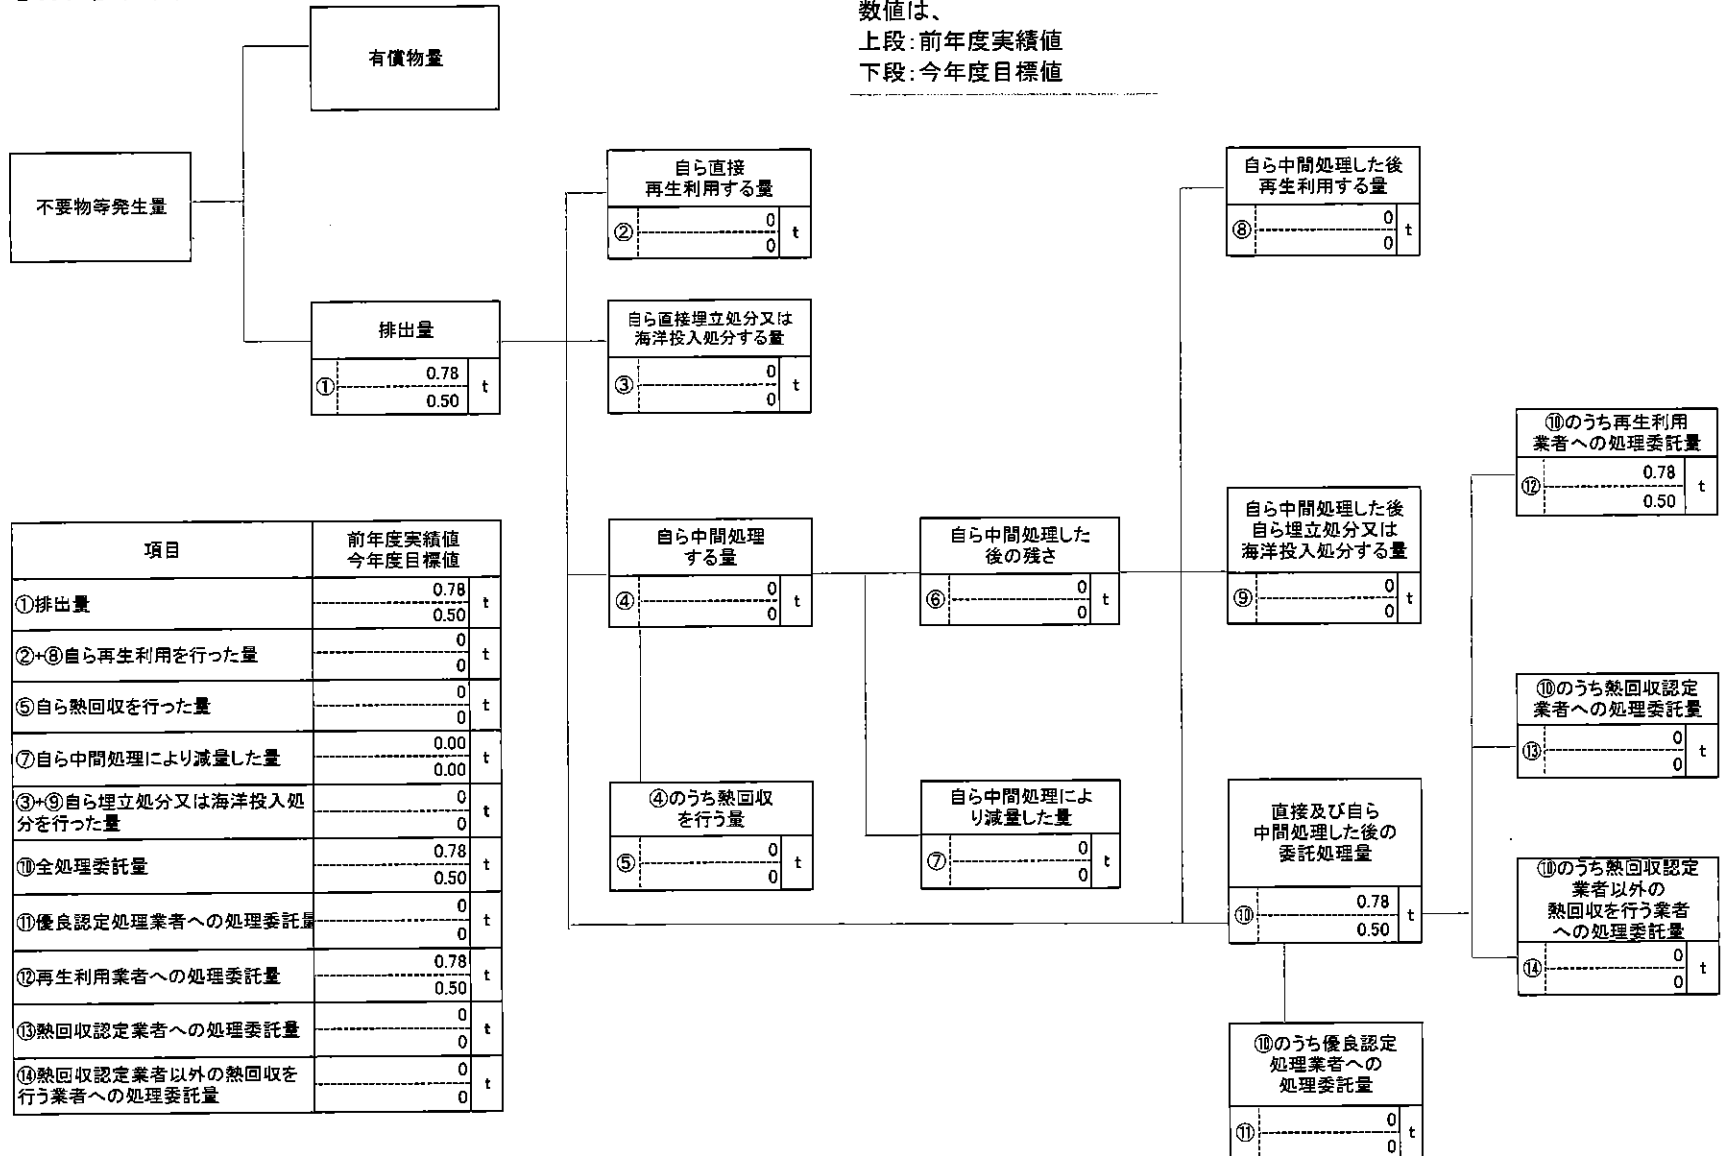 数値は、
上段:前年度実績値
下段:今年度目標値
有償物量
不要物等発生量
排出量
① 0.78 t
0.50
自ら直接
再生利用する量
② 0 t
0
自ら直接埋立処分又は
海洋投入処分する量
③ 0 t
0
自ら中間処理
する量
④ 0 t
0
④のうち熱回収
を行う量
⑤ 0 t
0
自ら中間処理した
後の残さ
⑥ 0 t
0
自ら中間処理によ
り減量した量
⑦ 0 t
0
自ら中間処理した後
再生利用する量
⑧ 0 t
0
自ら中間処理した後
自ら埋立処分又は
海洋投入処分する量
⑨ 0 t
0
直接及び自ら
中間処理した後の
委託処理量
⑩ 0.78 t
0.50
⑩のうち優良認定
処理業者への
処理委託量
⑪ 0 t
0
⑩のうち再生利用
業者への処理委託量
⑫ 0.78 t
0.50
⑩のうち熱回収認定
業者への処理委託量
⑬ 0 t
0
⑩のうち熱回収認定
業者以外の
熱回収を行う業者
への処理委託量
⑭ 0 t
0
項目
前年度実績値
今年度目標値
①排出量 0.78 t
0.50
②+⑧自ら再生利用を行った量 0 t
0
⑤自ら熱回収を行った量 0 t
0
⑦自ら中間処理により減量した量 0.00 t
0.00
③+⑨自ら埋立処分又は海洋投入処
分を行った量 0 t
0
⑩全処理委託量 0.78 t
0.50
⑪優良認定処理業者への処理委託量 0 t
0
⑫再生利用業者への処理委託量 0.78 t
0.50
⑬熱回収認定業者への処理委託量 0 t
0
⑭熱回収認定業者以外の熱回収を
行う業者への処理委託量 0 t
0